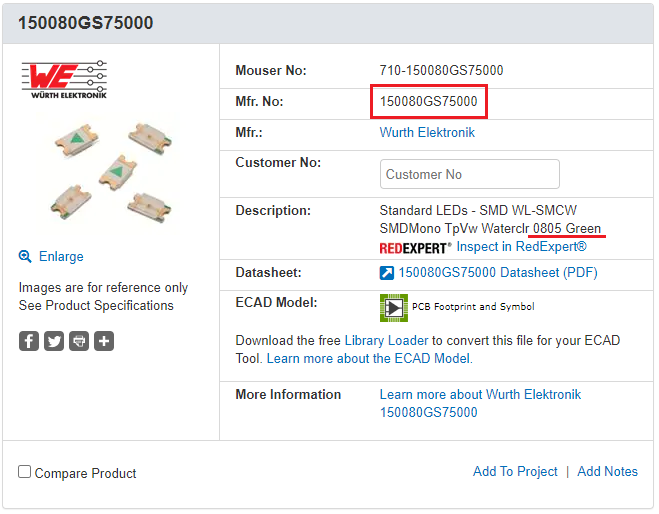 150080GS75000
WE
WÜRTH ELEKTRONIK
Enlarge
Images are for reference only
See Product Specifications
Mouser No: 710-150080GS75000
Mfr. No: 150080GS75000
Mfr.: Wurth Elektronik
Customer No: Customer No
Description: Standard LEDs - SMD WL-SMCW
SMDMono TpVw Waterclr 0805 Green
REDEXPERT® Inspect in RedExpert®
Datasheet: 150080GS75000 Datasheet (PDF)
ECAD Model: PCB Footprint and Symbol
Download the free Library Loader to convert this file for your ECAD
Tool. Learn more about the ECAD Model.
More Information Learn more about Wurth Elektronik
150080GS75000
Compare Product
Add To Project | Add Notes